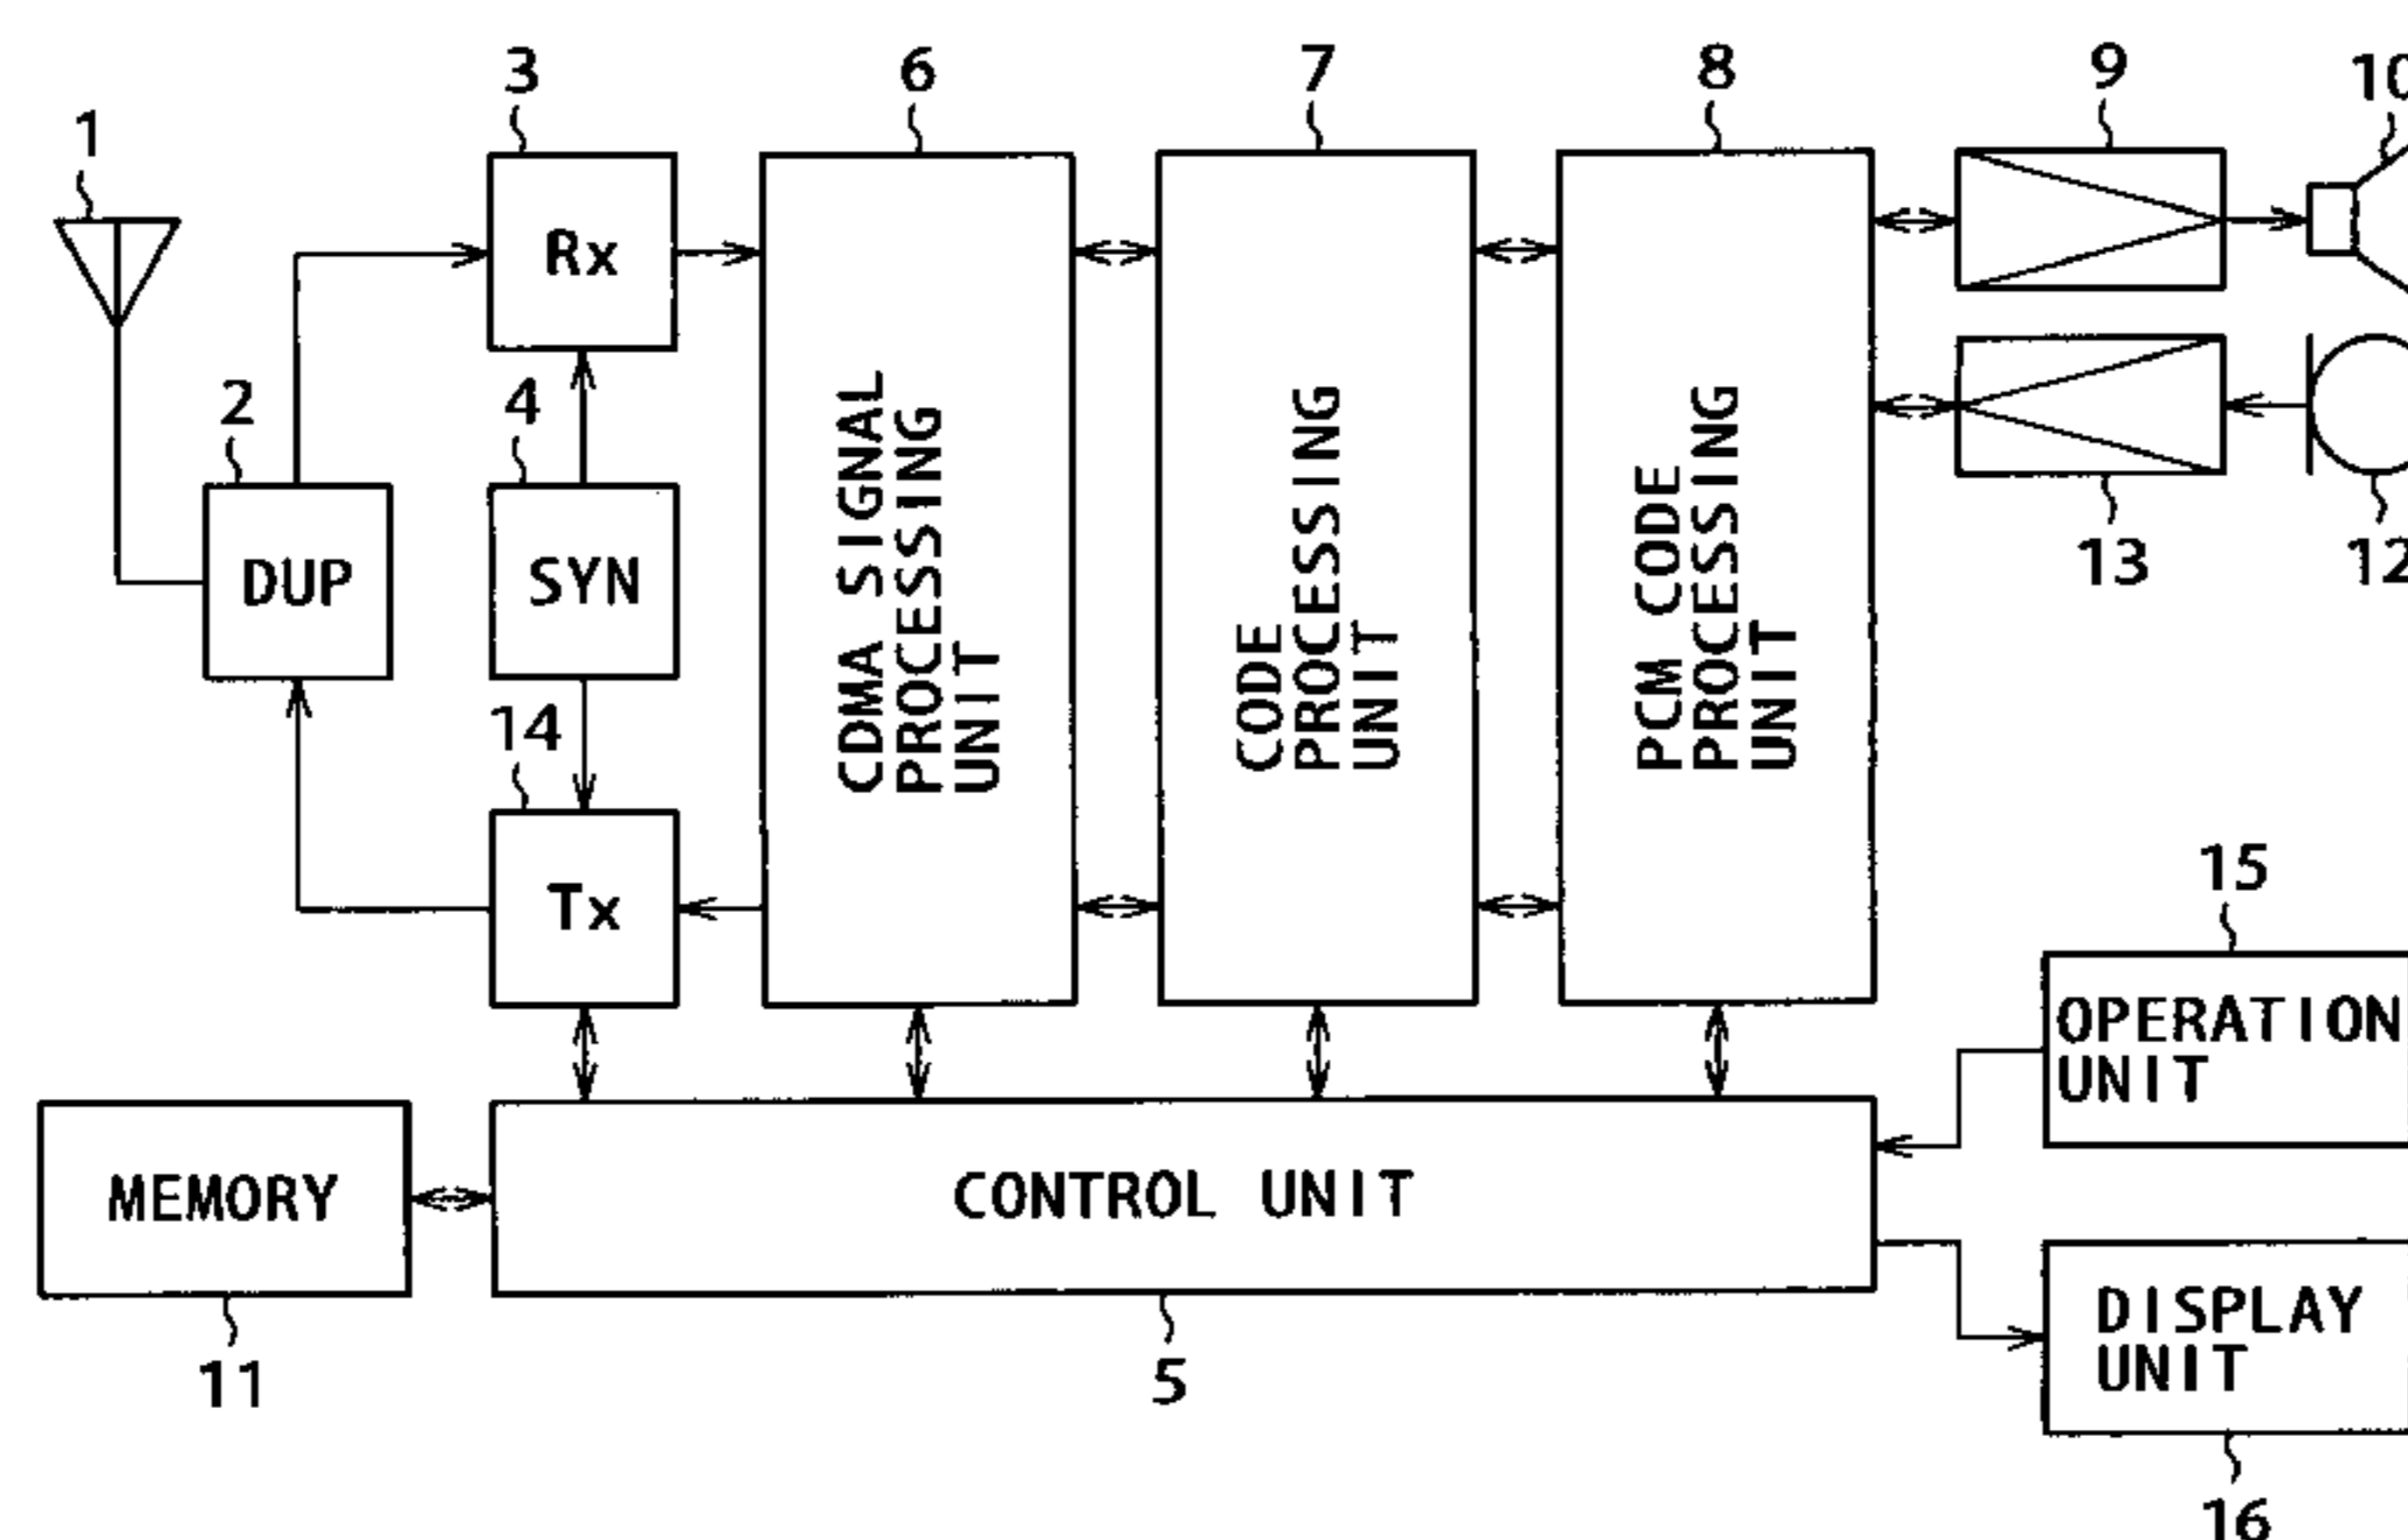 3
6
7
8
9
10
1
Rx
2
4
DUP
SYN
CDMA SIGNAL
PROCESSING
UNIT
CODE
PROCESSING
UNIT
PCM CODE
PROCESSING
UNIT
13
12
14
Tx
15
OPERATION
UNIT
MEMORY
CONTROL UNIT
DISPLAY
UNIT
11
5
16